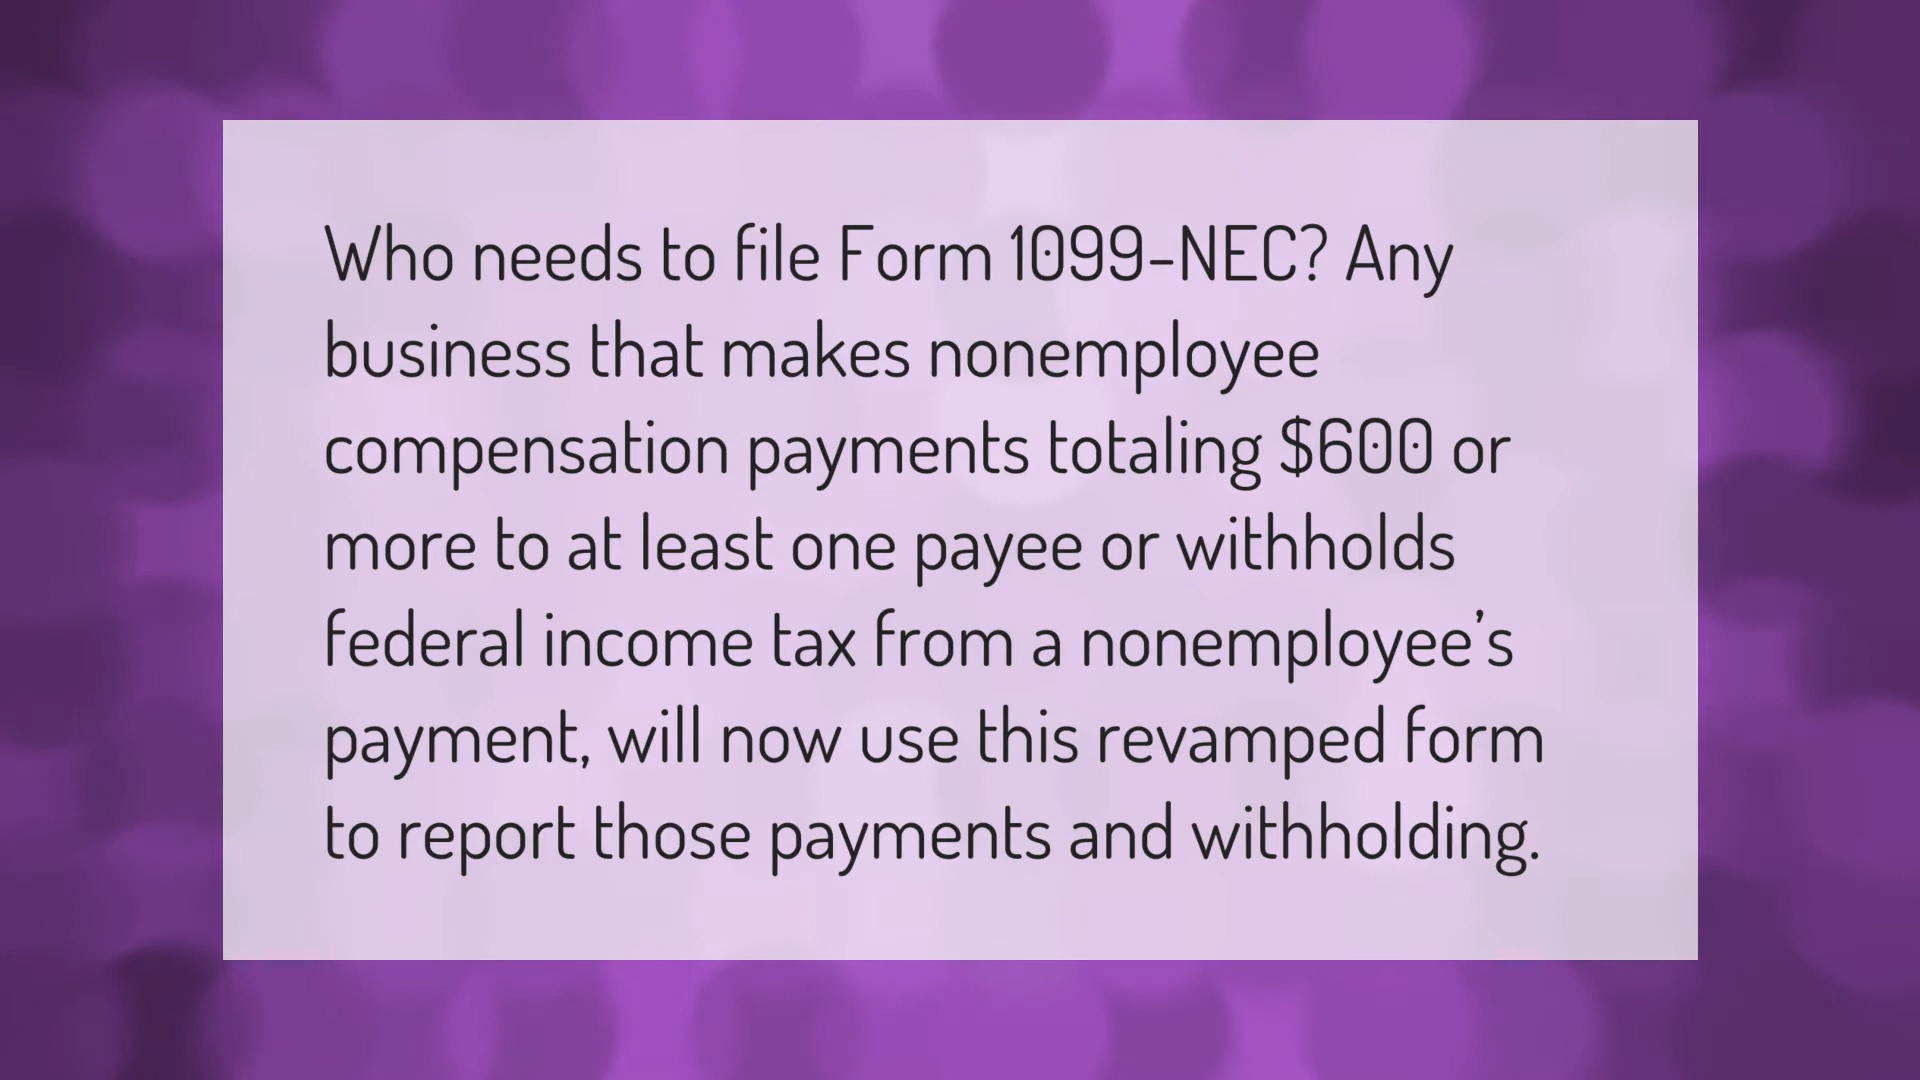 Who needs to file Form 1099-NEC? Any
business that makes nonemployee
compensation payments totaling $600 or
more to at least one payee or withholds
federal income tax from a nonemployee’s
payment, will now use this revamped form
to report those payments and withholding.